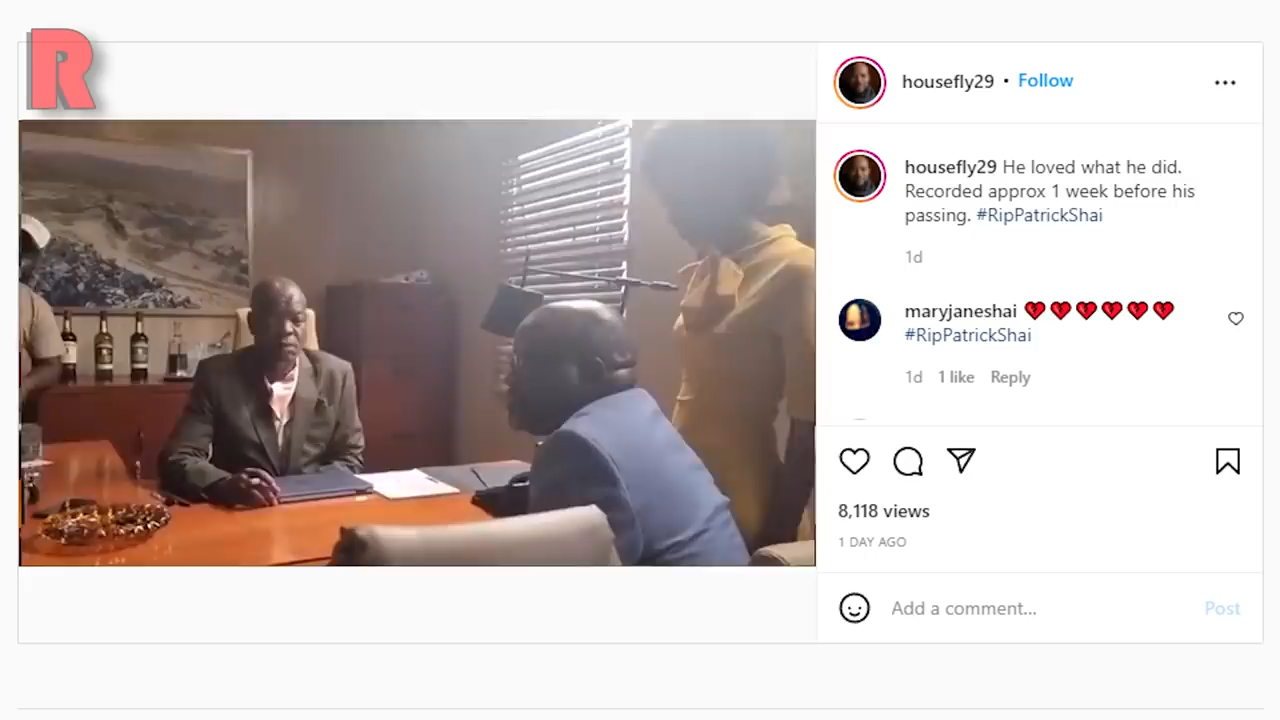 R
housefly29 • Follow
housefly29 He loved what he did.
Recorded approx 1 week before his
passing. #RipPatrickShai
1d
maryjaneshai 💔💔💔💔💔💔
#RipPatrickShai
1d 1 like Reply
8,118 views
1 DAY AGO
Add a comment... Post